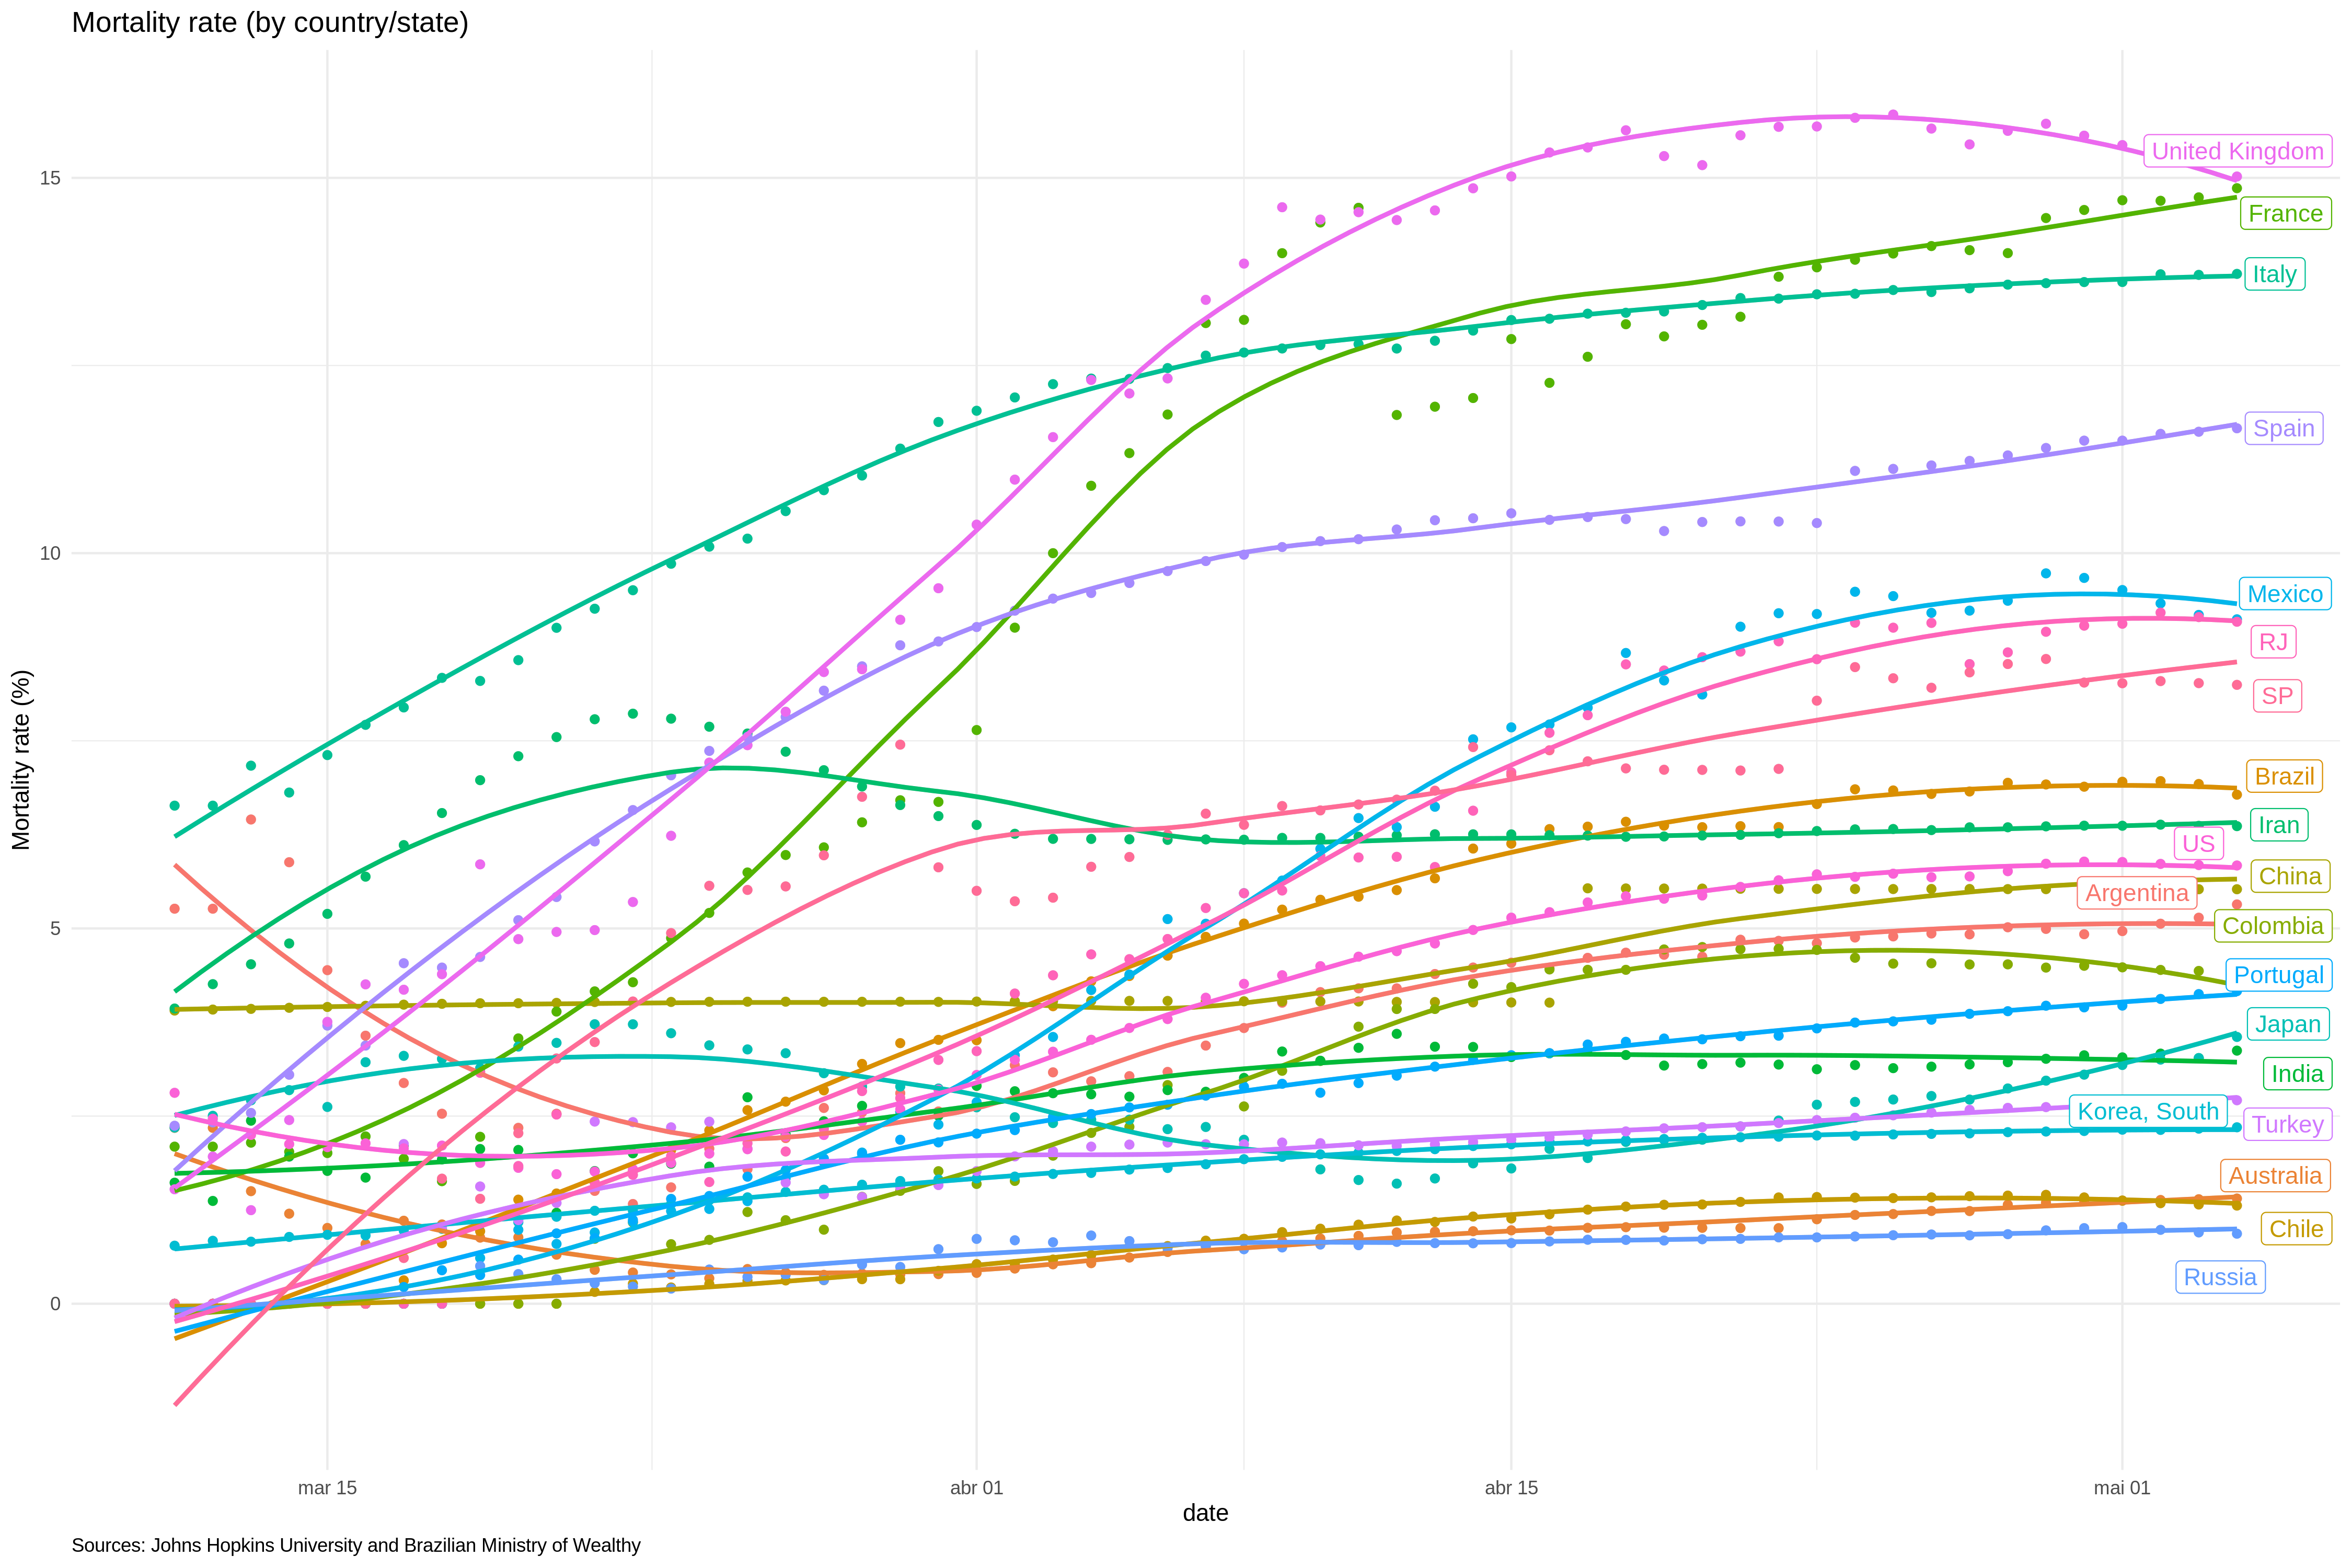 Mortality rate (by country/state)
Mortality rate (%)
15
10
5
0
United Kingdom
France
Italy
Spain
Mexico
RJ
SP
Brazil
Iran
US
China
Argentina
Colombia
Portugal
Japan
India
Korea, South
Turkey
Australia
Chile
Russia
mar 15
abr 01
abr 15
mai 01
date
Sources: Johns Hopkins University and Brazilian Ministry of Wealthy